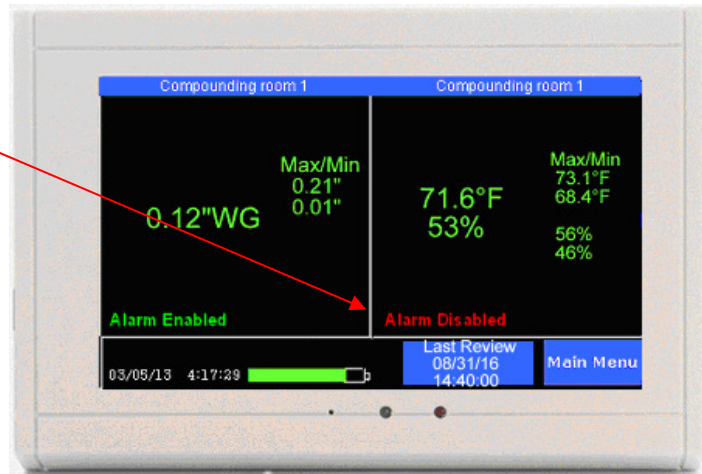 Compounding room 1
Max/Min
0.21"
0.01"
0.12"WG
Alarm Enabled
Compounding room 1
Max/Min
73.1°F
68.4°F
71.6°F
53%
56%
46%
Alarm Disabled
03/05/13 4:17:29
Last Review
08/31/16
14:40:00
Main Menu